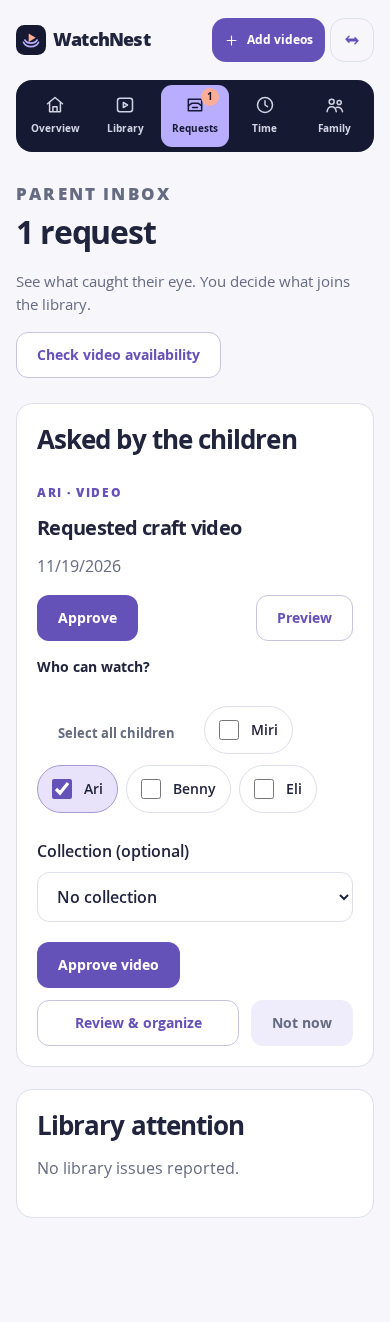 WatchNest
Add videos
Overview
Library
1
Requests
Time
Family
PARENT INBOX
1 request
See what caught their eye. You decide what joins
the library.
Check video availability
Asked by the children
ARI · VIDEO
Requested craft video
11/19/2026
Approve
Preview
Who can watch?
Select all children
Miri
Ari
Benny
Eli
Collection (optional)
No collection
Approve video
Review & organize
Not now
Library attention
No library issues reported.